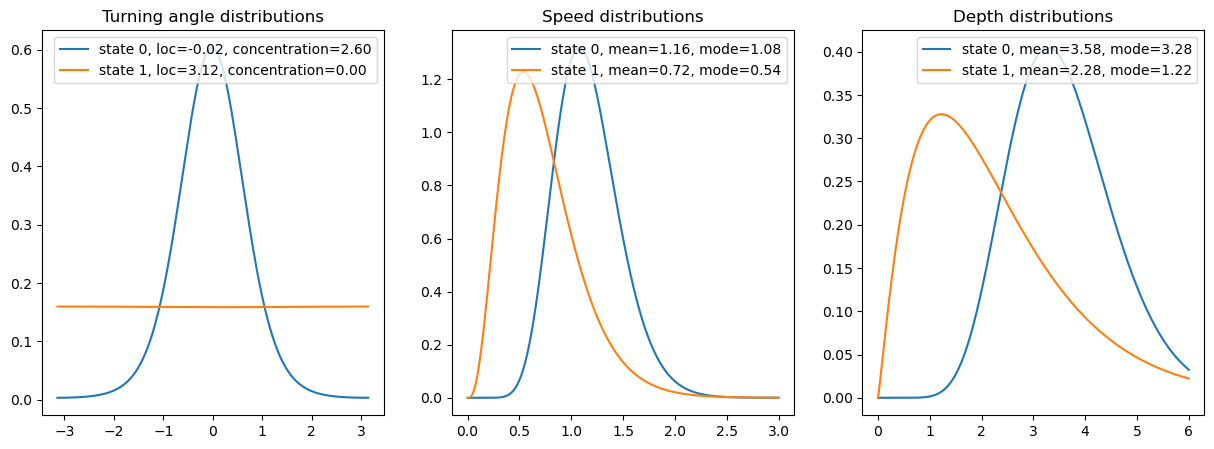 Turning angle distributions
state 0, loc=-0.02, concentration=2.60
state 1, loc=3.12, concentration=0.00
0.6
0.5
0.4
0.3
0.2
0.1
0.0
−3 −2 −1 0 1 2 3
Speed distributions
state 0, mean=1.16, mode=1.08
state 1, mean=0.72, mode=0.54
1.2
1.0
0.8
0.6
0.4
0.2
0.0
0.0 0.5 1.0 1.5 2.0 2.5 3.0
Depth distributions
state 0, mean=3.58, mode=3.28
state 1, mean=2.28, mode=1.22
0.40
0.35
0.30
0.25
0.20
0.15
0.10
0.05
0.00
0 1 2 3 4 5 6